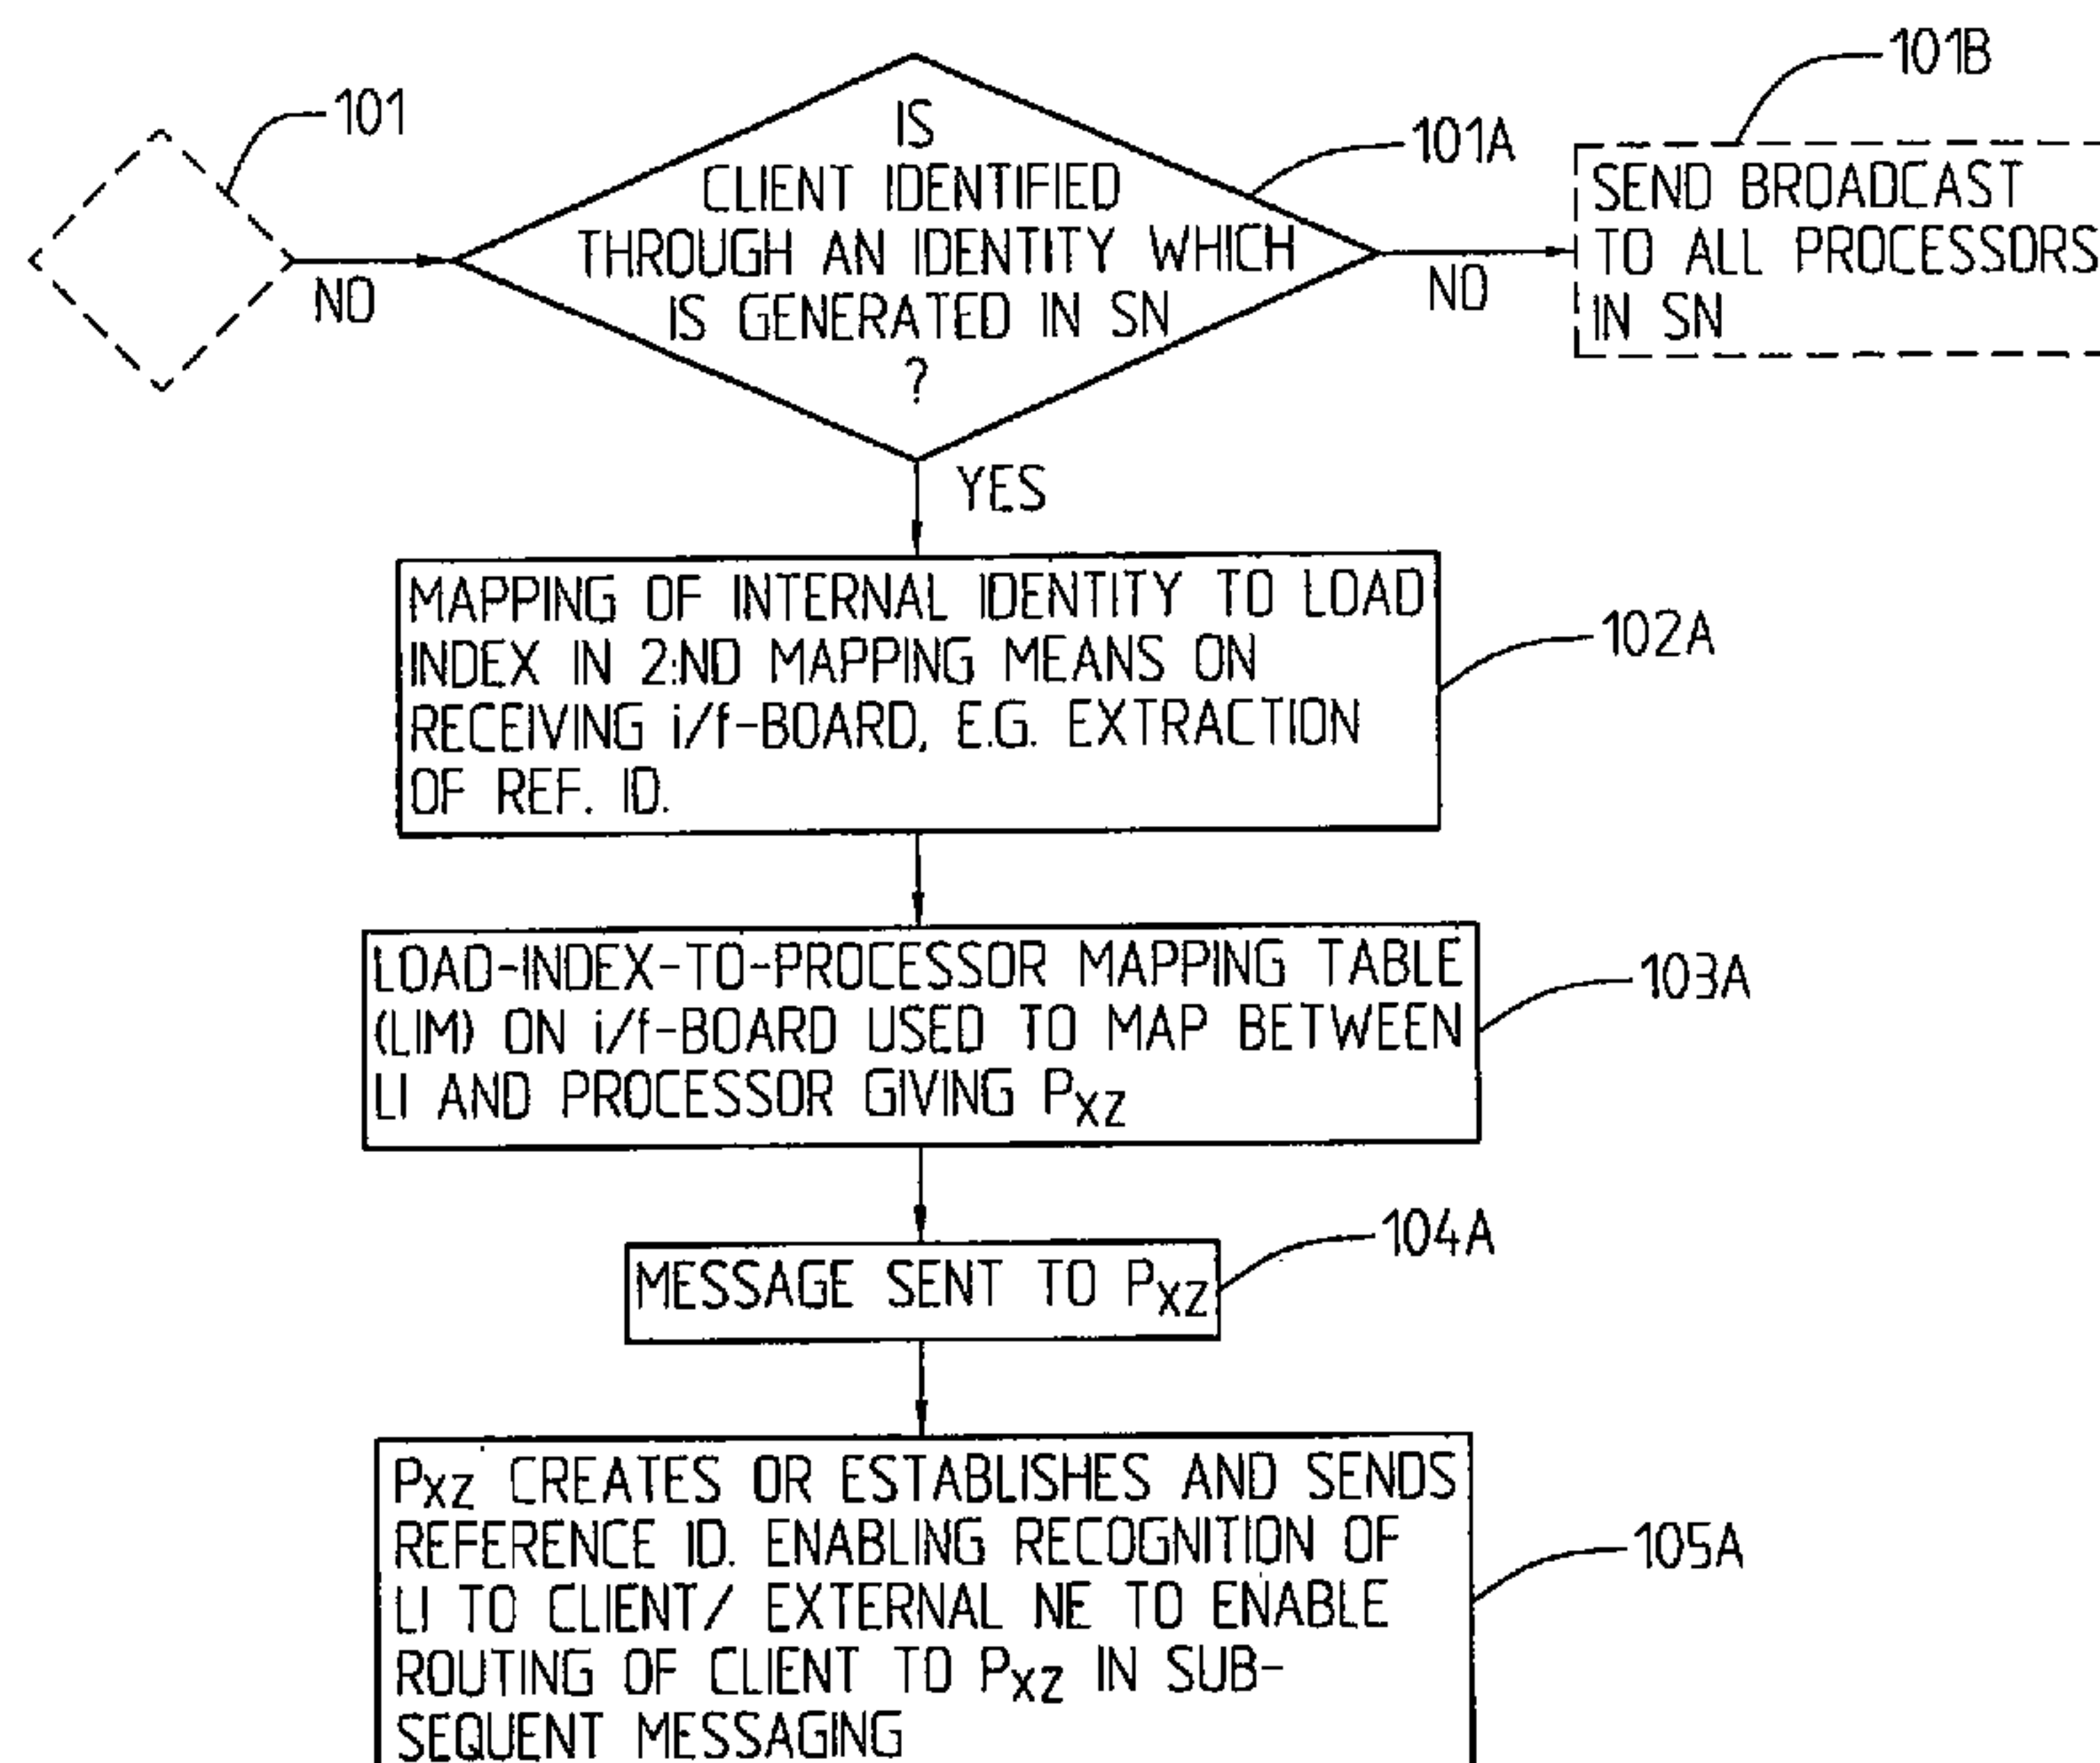 101
NO
IS
CLIENT IDENTIFIED
THROUGH AN IDENTITY WHICH
IS GENERATED IN SN
?
101A
NO
101B
SEND BROADCAST
TO ALL PROCESSORS
IN SN
YES
MAPPING OF INTERNAL IDENTITY TO LOAD
INDEX IN 2:ND MAPPING MEANS ON
RECEIVING i/f-BOARD, E.G. EXTRACTION
OF REF. ID.
102A
LOAD-INDEX-TO-PROCESSOR MAPPING TABLE
(LIM) ON i/f-BOARD USED TO MAP BETWEEN
LI AND PROCESSOR GIVING PXZ
103A
MESSAGE SENT TO PXZ
104A
PXZ CREATES OR ESTABLISHES AND SENDS
REFERENCE ID. ENABLING RECOGNITION OF
LI TO CLIENT/ EXTERNAL NE TO ENABLE
ROUTING OF CLIENT TO PXZ IN SUB-
SEQUENT MESSAGING
105A